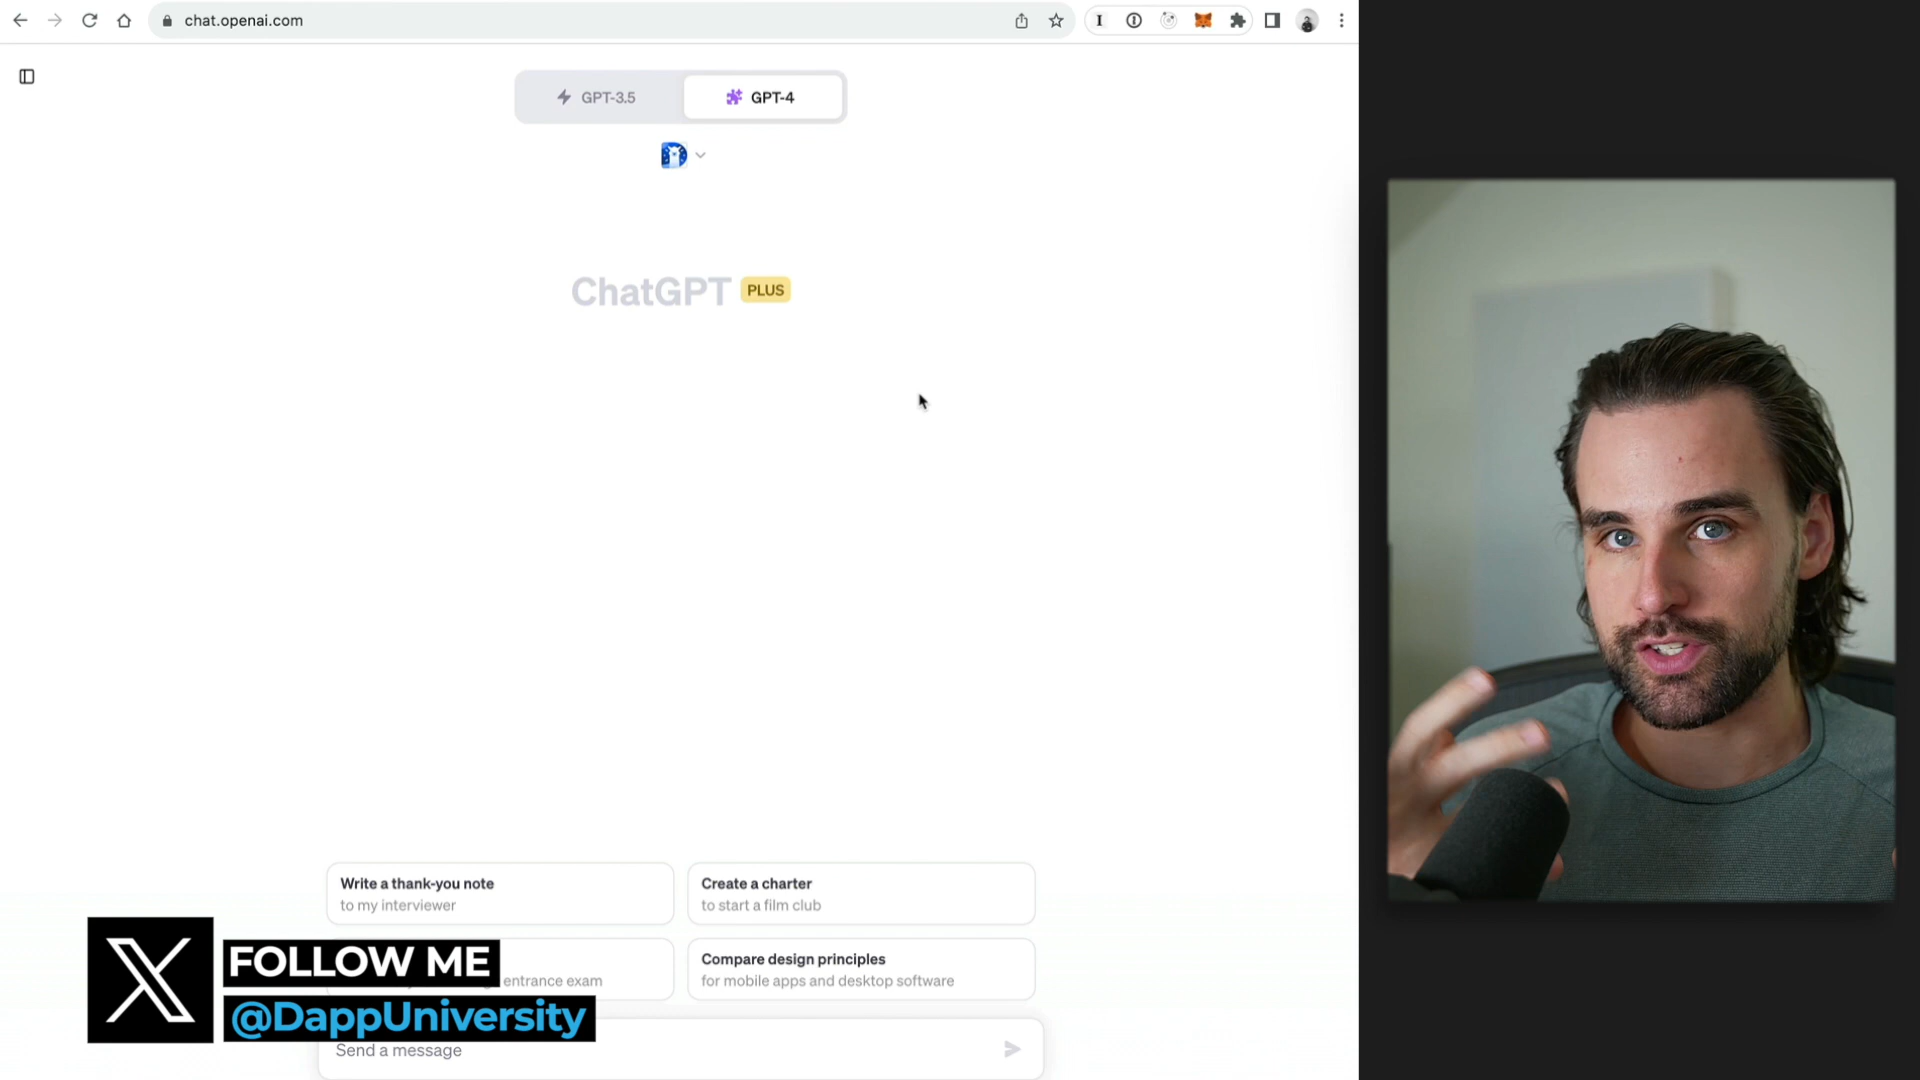 chat.openai.com
GPT-3.5
GPT-4
ChatGPT PLUS
Write a thank-you note
to my interviewer
Create a charter
to start a film club
entrance exam
Compare design principles
for mobile apps and desktop software
FOLLOW ME
@DappUniversity
Send a message